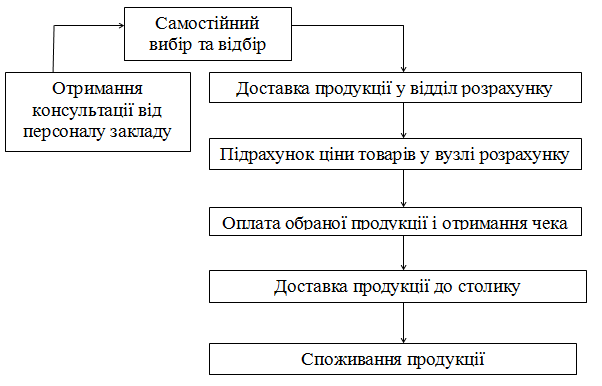 Самостійний
вибір та відбір
Отримання
консультації від
персоналу закладу
Доставка продукції у відділ розрахунку
Підрахунок ціни товарів у вузлі розрахунку
Оплата обраної продукції і отримання чека
Доставка продукції до столику
Споживання продукції